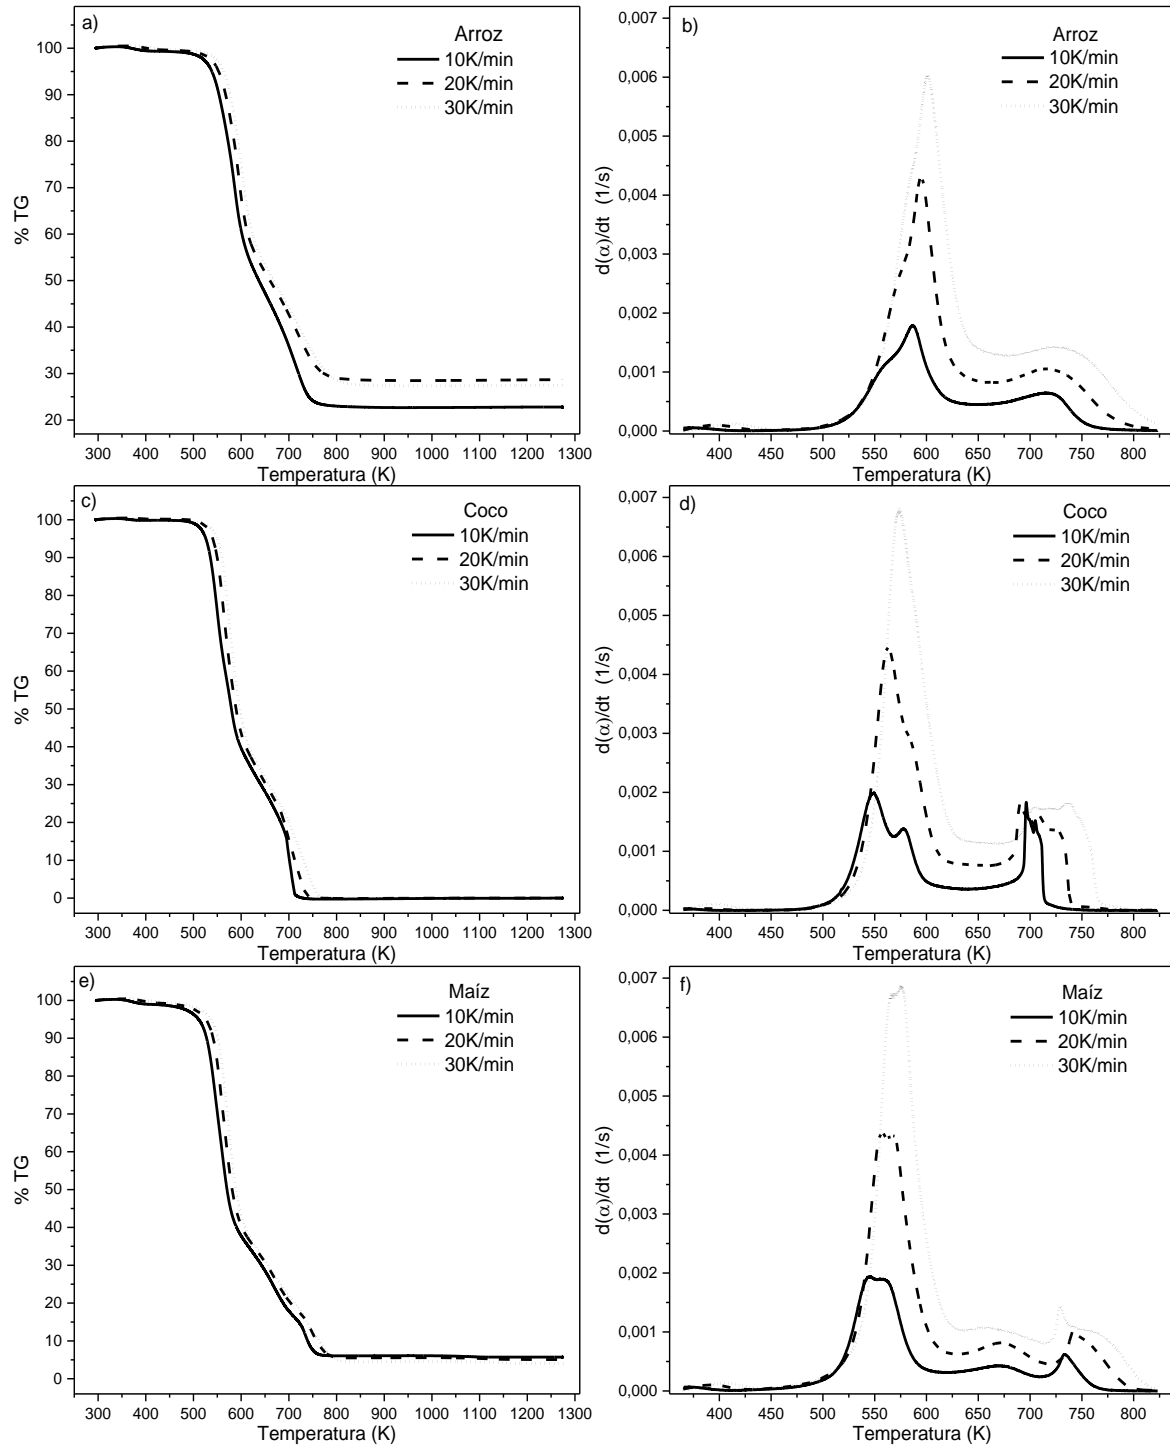 a)
Arroz
10K/min
20K/min
30K/min
100
90
80
70
60
50
40
30
20
% TG
300 400 500 600 700 800 900 1000 1100 1200 1300
Temperatura (K)
b)
Arroz
10K/min
20K/min
30K/min
0,007
0,006
0,005
0,004
0,003
0,002
0,001
0,000
d(α)/dt (1/s)
400 450 500 550 600 650 700 750 800
Temperatura (K)
c)
Coco
10K/min
20K/min
30K/min
100
90
80
70
60
50
40
30
20
10
0
% TG
300 400 500 600 700 800 900 1000 1100 1200 1300
Temperatura (K)
d)
Coco
10K/min
20K/min
30K/min
0,007
0,006
0,005
0,004
0,003
0,002
0,001
0,000
d(α)/dt (1/s)
400 450 500 550 600 650 700 750 800
Temperatura (K)
e)
Maíz
10K/min
20K/min
30K/min
100
90
80
70
60
50
40
30
20
10
0
% TG
300 400 500 600 700 800 900 1000 1100 1200 1300
Temperatura (K)
f)
Maíz
10K/min
20K/min
30K/min
0,007
0,006
0,005
0,004
0,003
0,002
0,001
0,000
d(α)/dt (1/s)
400 450 500 550 600 650 700 750 800
Temperatura (K)